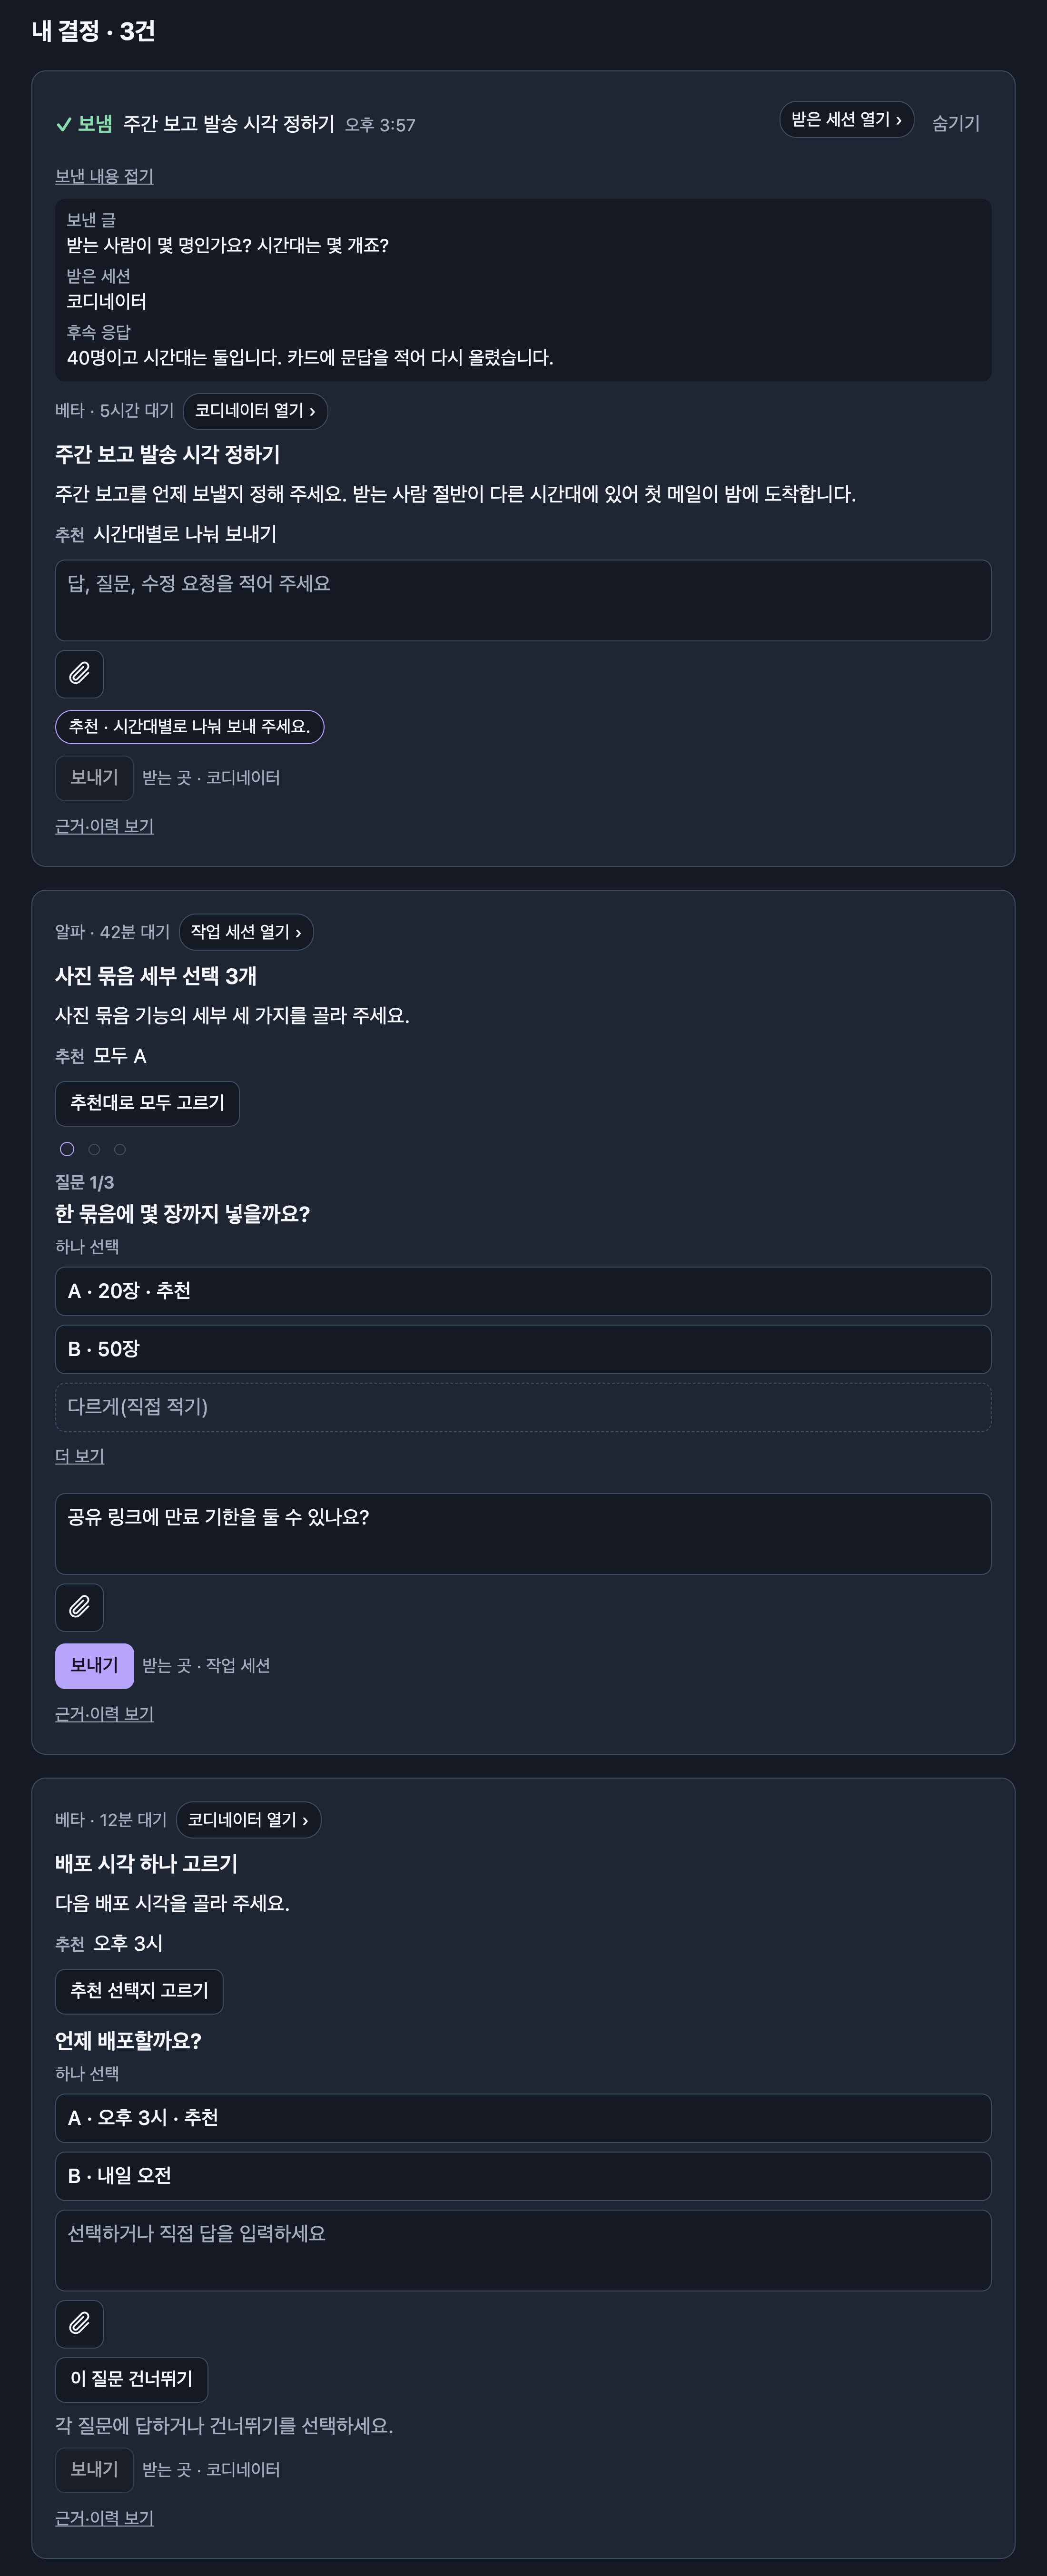 내 결정 · 3건
✓ 보냄 주간 보고 발송 시각 정하기 오후 3:57 받은 세션 열기 › 숨기기
보낸 내용 접기
보낸 글
받는 사람이 몇 명인가요? 시간대는 몇 개죠?
받은 세션
코디네이터
후속 응답
40명이고 시간대는 둘입니다. 카드에 문답을 적어 다시 올렸습니다.
베타 · 5시간 대기 코디네이터 열기 ›
주간 보고 발송 시각 정하기
주간 보고를 언제 보낼지 정해 주세요. 받는 사람 절반이 다른 시간대에 있어 첫 메일이 밤에 도착합니다.
추천 시간대별로 나눠 보내기
답, 질문, 수정 요청을 적어 주세요
추천 · 시간대별로 나눠 보내 주세요.
보내기 받는 곳 · 코디네이터
근거·이력 보기
알파 · 42분 대기 작업 세션 열기 ›
사진 묶음 세부 선택 3개
사진 묶음 기능의 세부 세 가지를 골라 주세요.
추천 모두 A
추천대로 모두 고르기
질문 1/3
한 묶음에 몇 장까지 넣을까요?
하나 선택
A · 20장 · 추천
B · 50장
다르게(직접 적기)
더 보기
공유 링크에 만료 기한을 둘 수 있나요?
보내기 받는 곳 · 작업 세션
근거·이력 보기
베타 · 12분 대기 코디네이터 열기 ›
배포 시각 하나 고르기
다음 배포 시각을 골라 주세요.
추천 오후 3시
추천 선택지 고르기
언제 배포할까요?
하나 선택
A · 오후 3시 · 추천
B · 내일 오전
선택하거나 직접 답을 입력하세요
이 질문 건너뛰기
각 질문에 답하거나 건너뛰기를 선택하세요.
보내기 받는 곳 · 코디네이터
근거·이력 보기